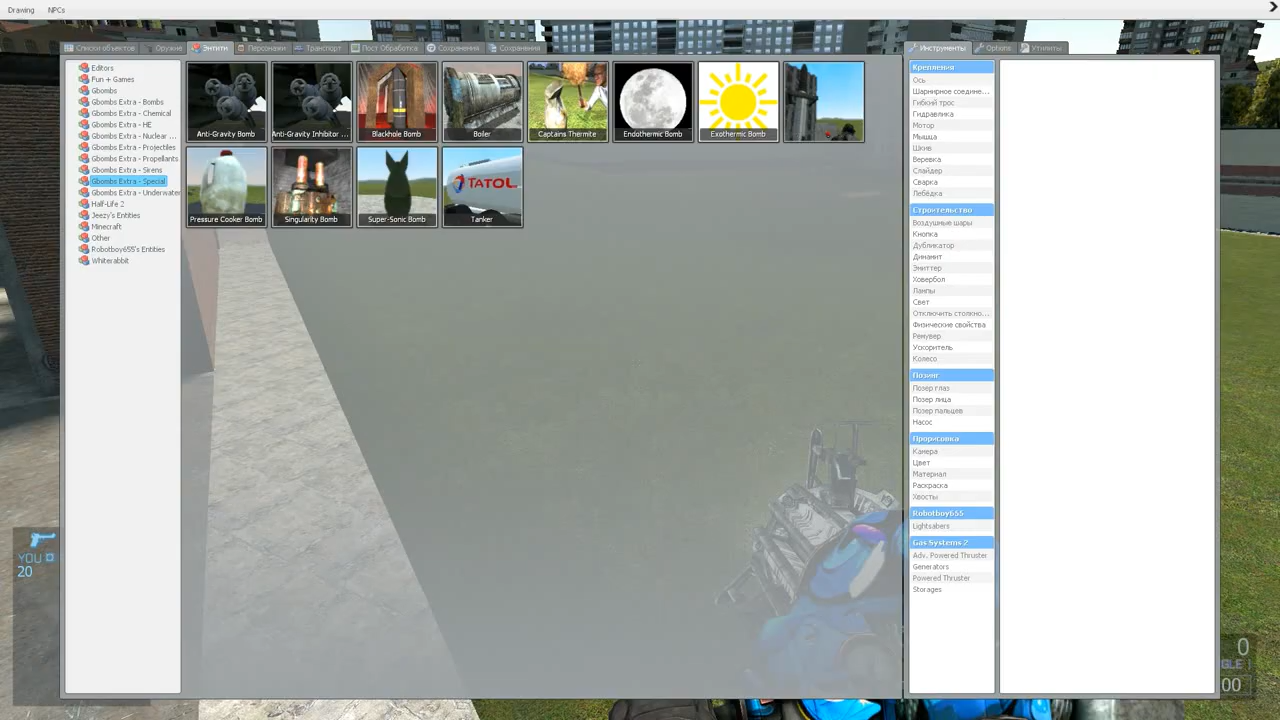 Drawing NPCs
Списки объектов Оружие Энтити Персонажи Транспорт Пост Обработка Сохранения Сохранения
Editors
Fun + Games
Gbombs
Gbombs Extra - Bombs
Gbombs Extra - Chemical
Gbombs Extra - HE
Gbombs Extra - Nuclear ...
Gbombs Extra - Projectiles
Gbombs Extra - Propellants
Gbombs Extra - Sirens
Gbombs Extra - Special
Gbombs Extra - Underwater
Half-Life 2
Jeezy's Entities
Minecraft
Other
Robotboy655's Entities
Whiterabbit
Anti-Gravity Bomb
Anti-Gravity Inhibitor ...
Blackhole Bomb
Boiler
Captains Thermite
Endothermic Bomb
Exothermic Bomb
Pressure Cooker Bomb
Singularity Bomb
Super-Sonic Bomb
TATOL
Tanker
YOU
20
Инструменты Options Утилиты
Крепления
Ось
Шарнирное соедине...
Гибкий трос
Гидравлика
Мотор
Мышца
Шкив
Веревка
Слайдер
Сварка
Лебёдка
Строительство
Воздушные шары
Кнопка
Дубликатор
Динамит
Эмиттер
Ховербол
Лампы
Свет
Отключить столкно...
Физические свойства
Ремувер
Ускоритель
Колесо
Позинг
Позер глаз
Позер лица
Позер пальцев
Насос
Прорисовка
Камера
Цвет
Материал
Раскраска
Хвосты
Robotboy655
Lightsabers
Gas Systems 2
Adv. Powered Thruster
Generators
Powered Thruster
Storages
0
GLE
00